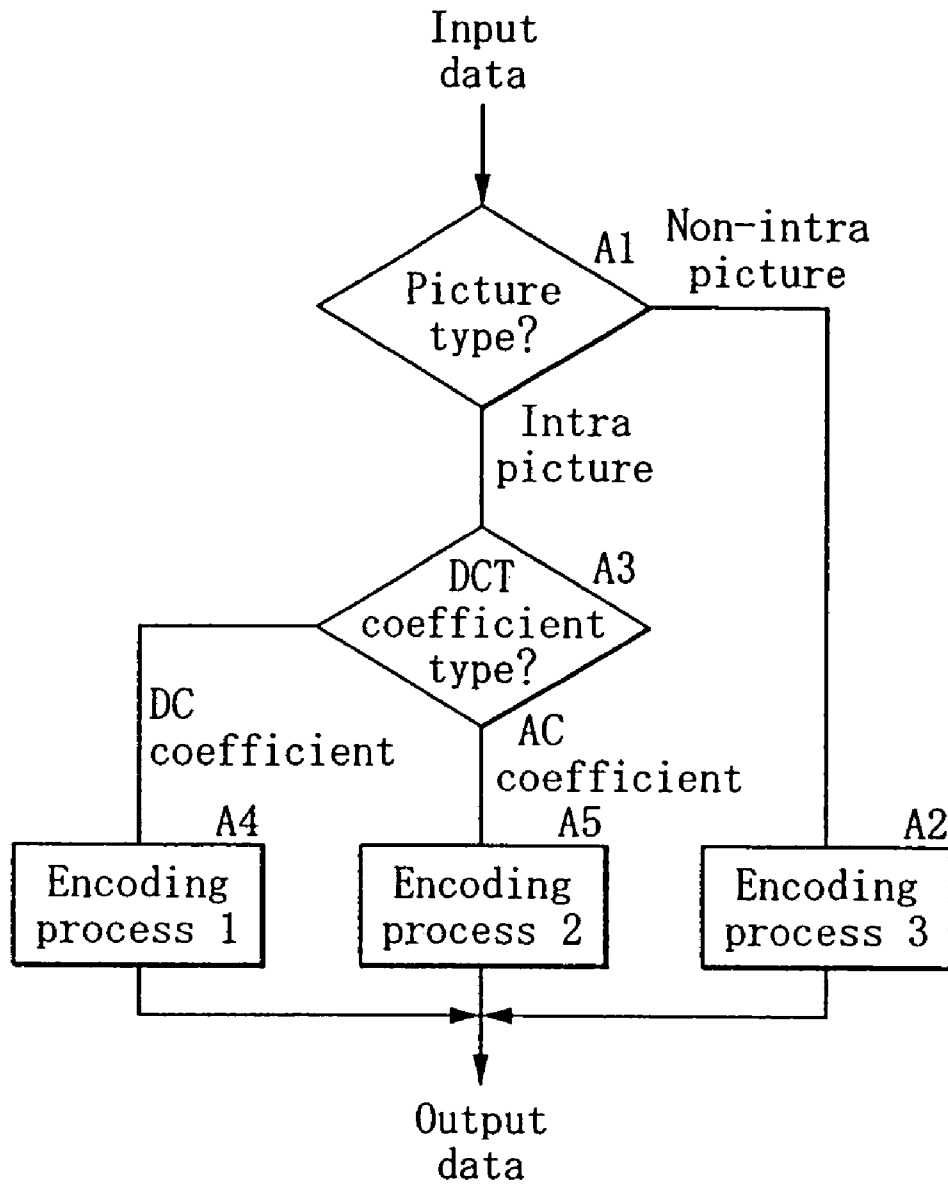 Input
data
A1
Non-intra
picture
Picture
type?
Intra
picture
A3
DCT
coefficient
type?
DC
coefficient
AC
coefficient
A4
A5
A2
Encoding
process 1
Encoding
process 2
Encoding
process 3
Output
data